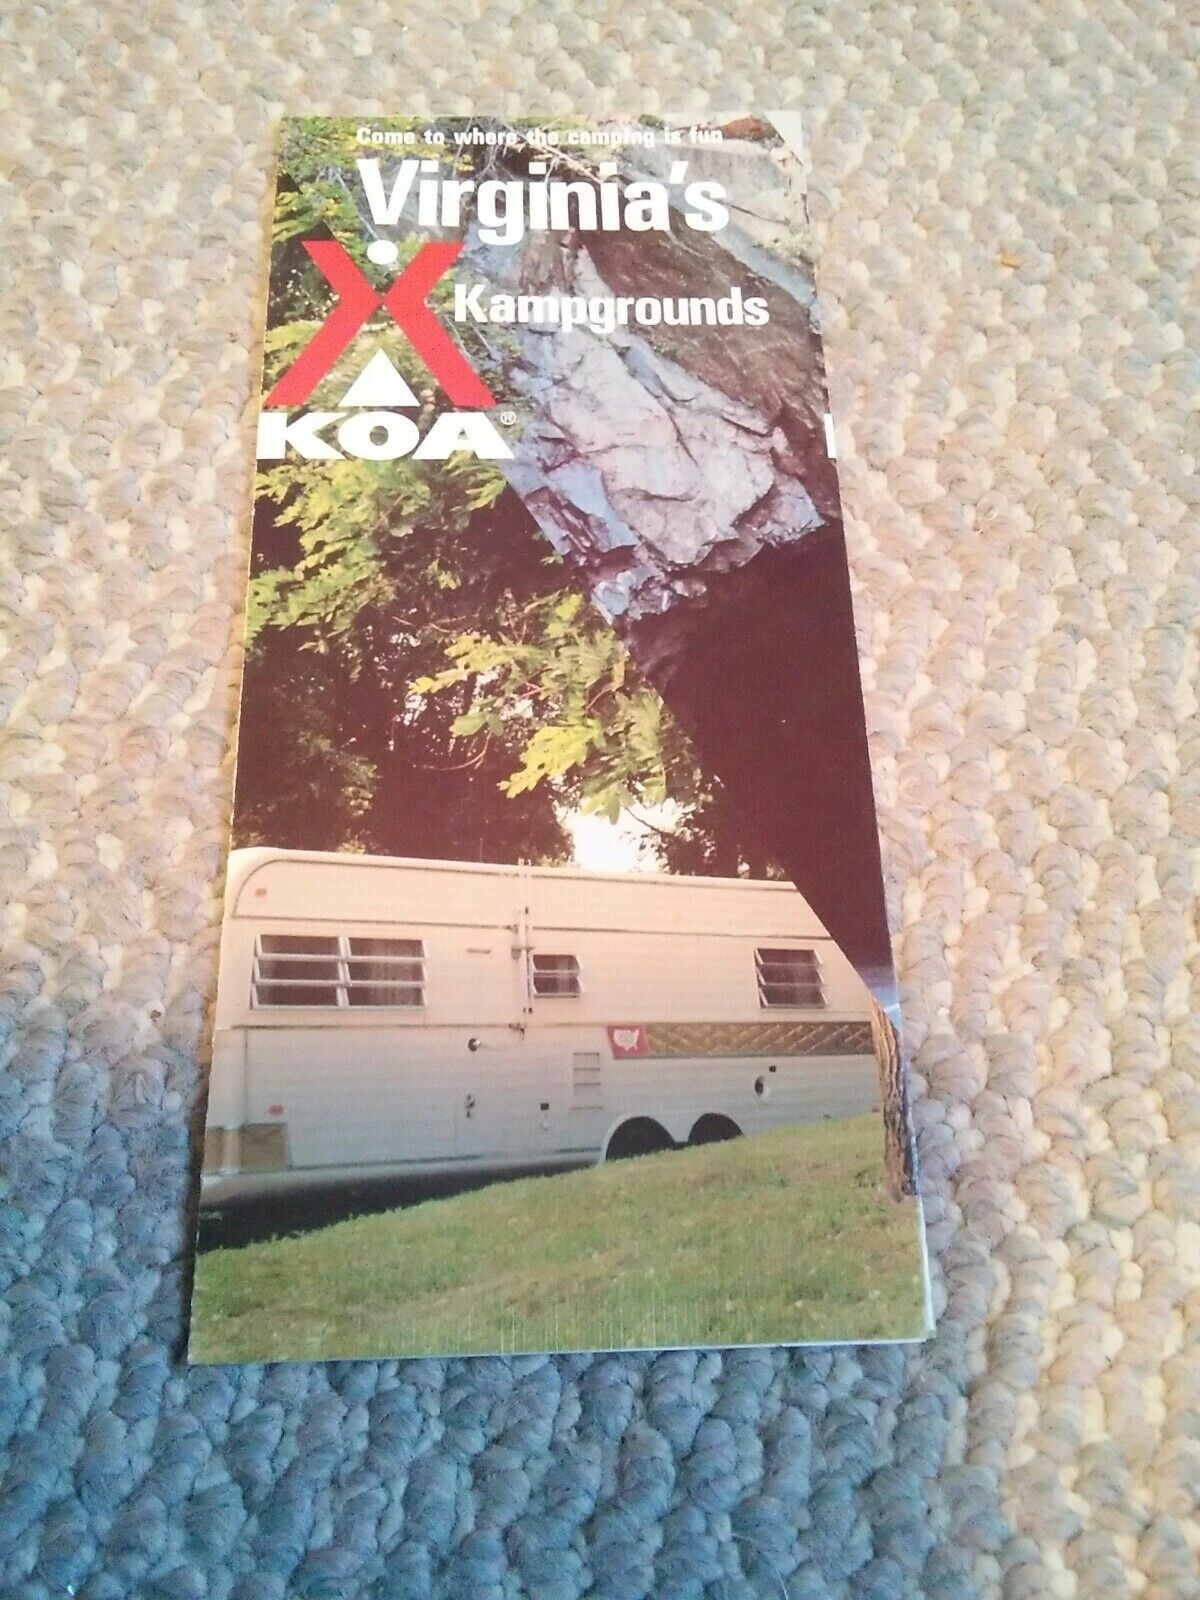 Come to where the camping is fun
Virginia's
Kampgrounds
KOA®